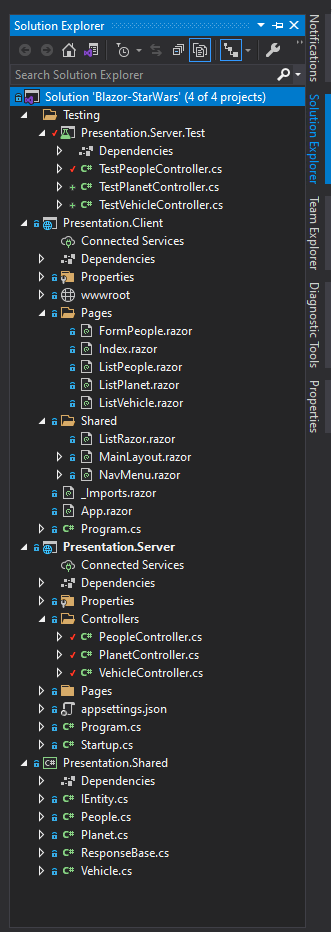 Solution Explorer
Search Solution Explorer
Solution 'Blazor-StarWars' (4 of 4 projects)
Testing
Presentation.Server.Test
Dependencies
C# TestPeopleController.cs
C# TestPlanetController.cs
C# TestVehicleController.cs
Presentation.Client
Connected Services
Dependencies
Properties
wwwroot
Pages
FormPeople.razor
Index.razor
ListPeople.razor
ListPlanet.razor
ListVehicle.razor
Shared
ListRazor.razor
MainLayout.razor
NavMenu.razor
_Imports.razor
App.razor
C# Program.cs
Presentation.Server
Connected Services
Dependencies
Properties
Controllers
C# PeopleController.cs
C# PlanetController.cs
C# VehicleController.cs
Pages
appsettings.json
C# Program.cs
C# Startup.cs
C# Presentation.Shared
Dependencies
C# IEntity.cs
C# People.cs
C# Planet.cs
C# ResponseBase.cs
C# Vehicle.cs
Notifications
Solution Explorer
Team Explorer
Diagnostic Tools
Properties